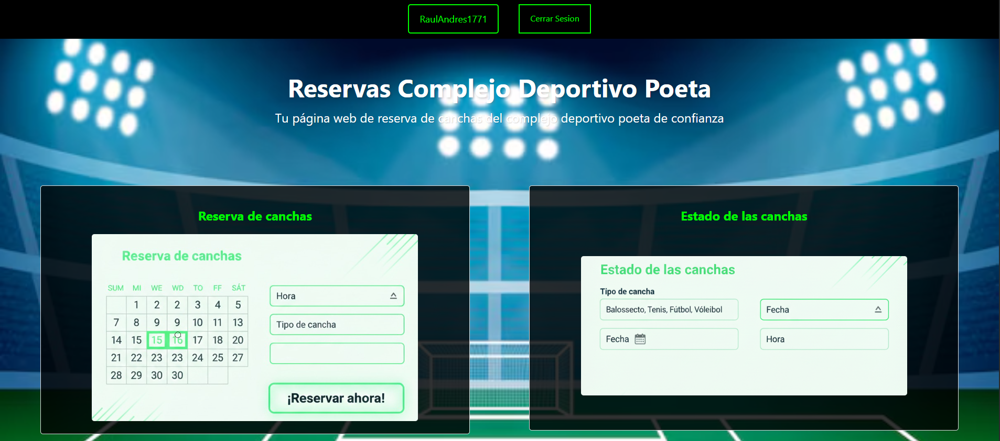 RaulAndres1771
Cerrar Sesion
Reservas Complejo Deportivo Poeta
Tu página web de reserva de canchas del complejo deportivo poeta de confianza
Reserva de canchas
Reserva de canchas
SUM MI WE WD TO FF SÁT
1 2 2 3 4 5
7 8 9 9 10 11 13
14 15 15 16 17 18 20
21 22 23 23 24 25 27
28 29 30 30
Hora
Tipo de cancha
¡Reservar ahora!
Estado de las canchas
Estado de las canchas
Tipo de cancha
Balossecto, Tenis, Fútbol, Vóleibol
Fecha
Fecha
Hora